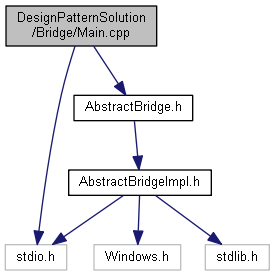 DesignPatternSolution
/Bridge/Main.cpp
AbstractBridge.h
AbstractBridgeImpl.h
stdio.h
Windows.h
stdlib.h